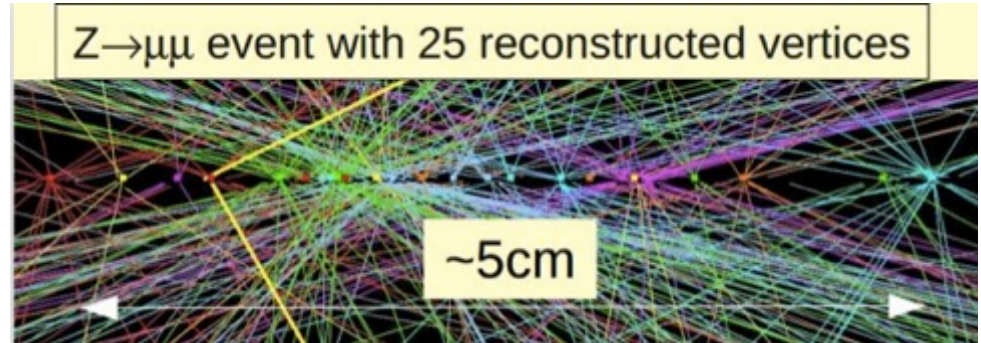 Z→μμ event with 25 reconstructed vertices
~5cm